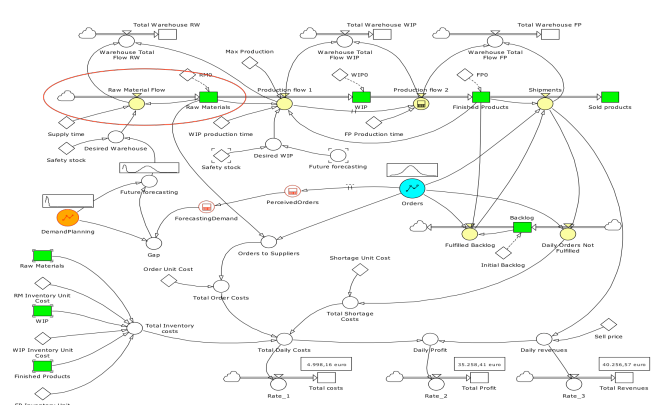 Total Warehouse RW
Total Warehouse WIP
Total Warehouse FP
Warehouse Total
Flow RW
Max Production
Warehouse Total
Flow WIP
Warehouse Total
Flow FP
RM0
WIP0
FP0
Raw Material Flow
Production flow 1
Production flow 2
Shipments
Raw Materials
WIP
Finished Products
Sold products
Supply time
WIP production time
FP Production time
Desired Warehouse
Desired WIP
Safety stock
Safety stock
Future forecasting
Future forecasting
PerceivedOrders
Orders
ForecastingDemand
DemandPlanning
Backlog
Gap
Orders to Suppliers
Fulfilled Backlog
Daily Orders Not
Fulfilled
Initial Backlog
Raw Materials
Order Unit Cost
Shortage Unit Cost
RM Inventory Unit
Cost
Total Order Costs
WIP
Total Shortage
Costs
Total Inventory
costs
Sell price
WIP Inventory Unit
Cost
Total Daily Costs
Daily Profit
Daily revenues
4.998,16 euro
35.258,41 euro
40.256,57 euro
Finished Products
Total costs
Total Profit
Total Revenues
Rate_1
Rate_2
Rate_3